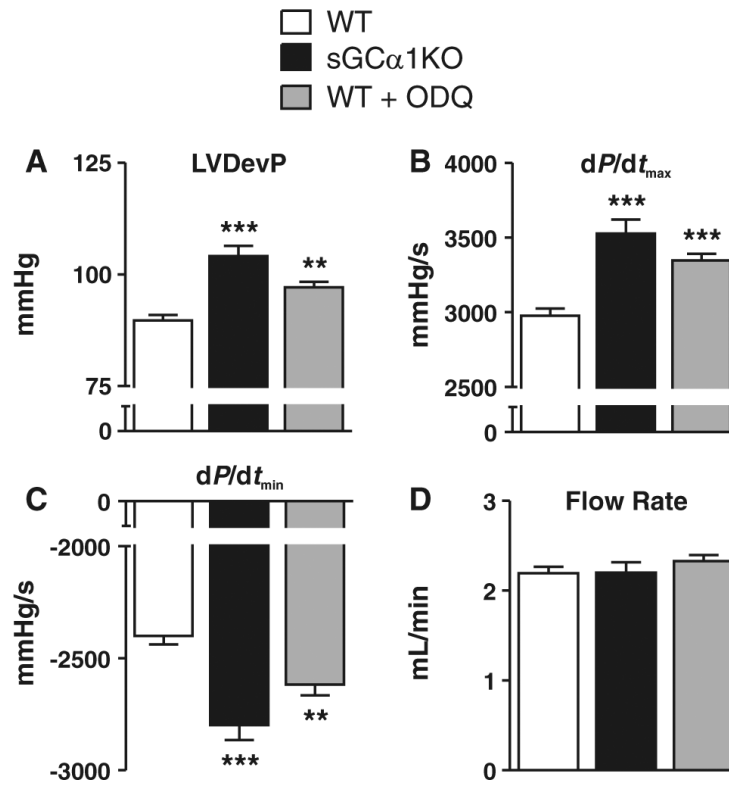 WT
sGCα1KO
WT + ODQ
A
LVDevP
mmHg
125
100
75
0
***
**
B
dP/dtmax
mmHg/s
4000
3500
3000
2500
0
***
***
C
dP/dtmin
mmHg/s
0
-2000
-2500
-3000
***
**
D
Flow Rate
mL/min
3
2
1
0